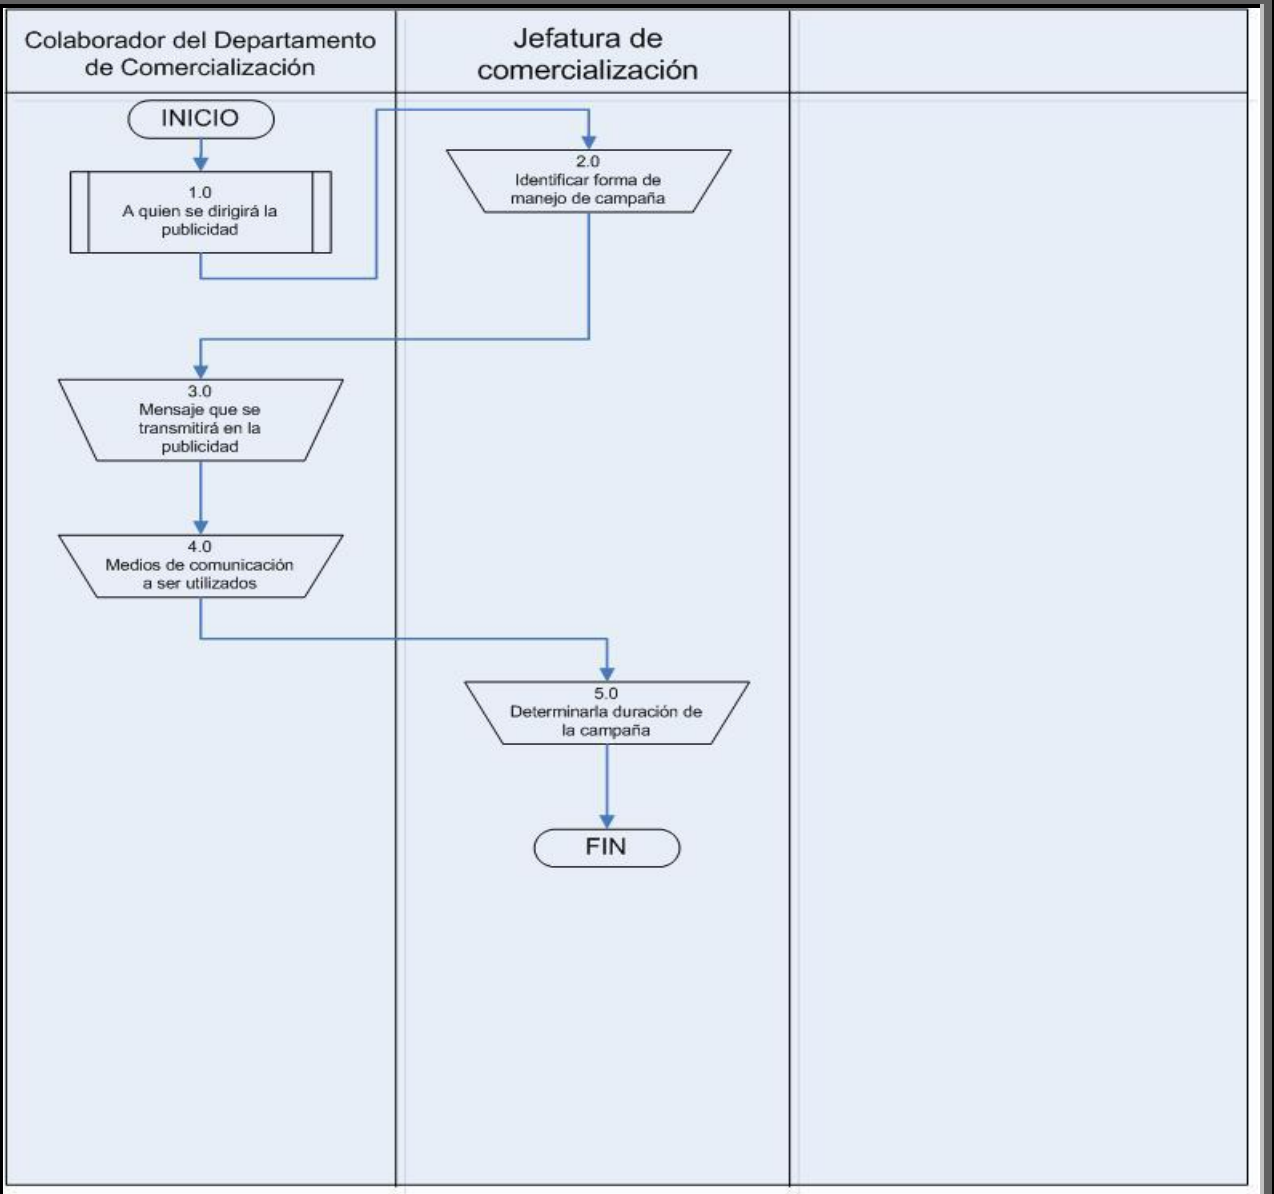 Colaborador del Departamento
de Comercialización
Jefatura de
comercialización
INICIO
1.0
A quien se dirigirá la
publicidad
2.0
Identificar forma de
manejo de campaña
3.0
Mensaje que se
transmitirá en la
publicidad
4.0
Medios de comunicación
a ser utilizados
5.0
Determinarla duración de
la campaña
FIN